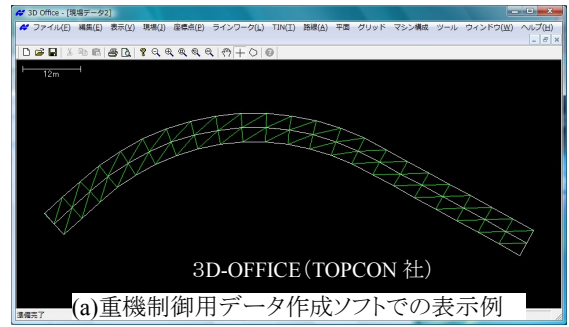 3D Office - [現場データ2]
ファイル(F) 編集(E) 表示(V) 現場(J) 座標点(P) ラインワーク(L) TIN(T) 路線(A) 平面 グリッド マシン構成 ツール ウィンドウ(W) ヘルプ(H)
12m
3D-OFFICE(TOPCON 社)
(a)重機制御用データ作成ソフトでの表示例
準備完了